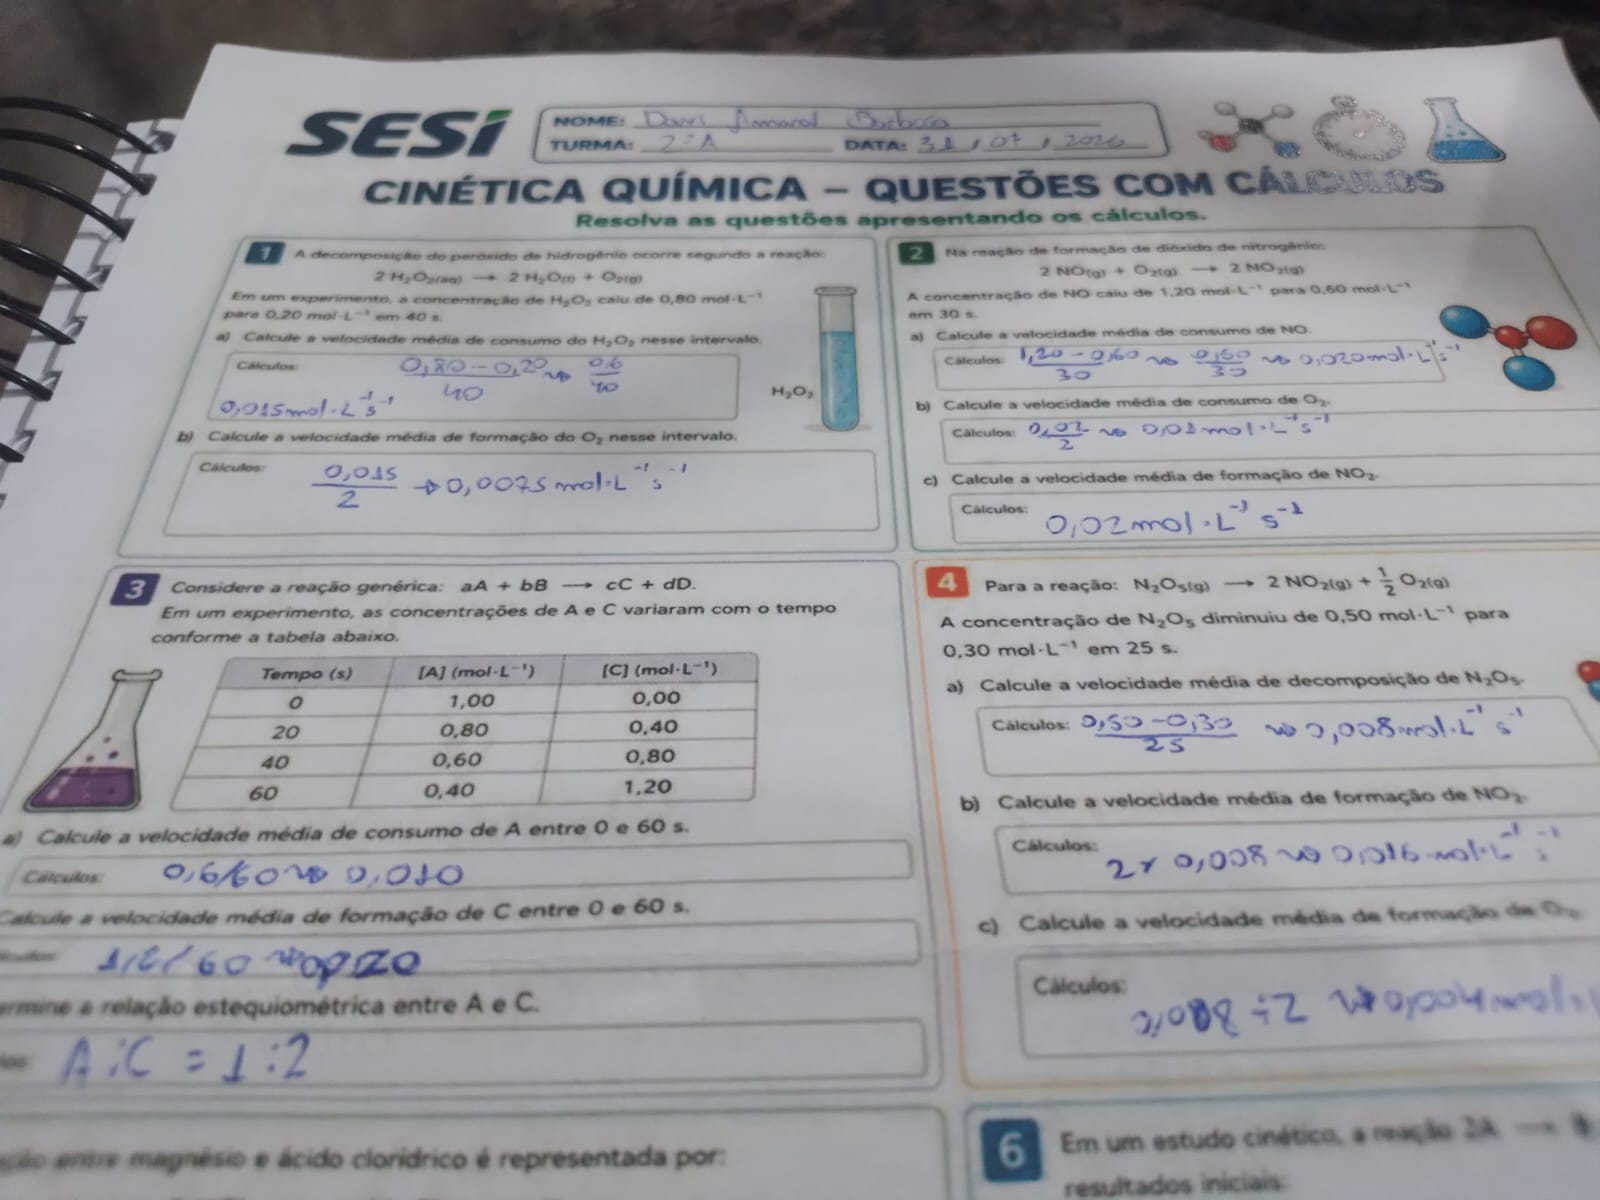 SESI
NOME: Davi Amaral Barbosa
TURMA: 2ºA DATA: 31/07/2026
CINÉTICA QUÍMICA – QUESTÕES COM CÁLCULOS
Resolva as questões apresentando os cálculos.
1 A decomposição do peróxido de hidrogênio ocorre segundo a reação:
2 H₂O₂(aq) → 2 H₂O(l) + O₂(g)
Em um experimento, a concentração de H₂O₂ caiu de 0,80 mol·L⁻¹
para 0,20 mol·L⁻¹ em 40 s.
a) Calcule a velocidade média de consumo do H₂O₂ nesse intervalo.
Cálculos: 0,80 - 0,20 / 40 ⇝ 0,6 / 40
0,015 mol·L⁻¹ s⁻¹
H₂O₂
b) Calcule a velocidade média de formação do O₂ nesse intervalo.
Cálculos: 0,015 / 2 → 0,0075 mol·L⁻¹ s⁻¹
2 Na reação de formação de dióxido de nitrogênio:
2 NO(g) + O₂(g) → 2 NO₂(g)
A concentração de NO caiu de 1,20 mol·L⁻¹ para 0,60 mol·L⁻¹
em 30 s.
a) Calcule a velocidade média de consumo de NO.
Cálculos: 1,20 - 0,60 / 30 ⇝ 0,60 / 30 ⇝ 0,020 mol·L⁻¹ s⁻¹
b) Calcule a velocidade média de consumo de O₂.
Cálculos: 0,02 / 2 ⇝ 0,01 mol·L⁻¹ s⁻¹
c) Calcule a velocidade média de formação de NO₂.
Cálculos: 0,02 mol·L⁻¹ s⁻¹
3 Considere a reação genérica: aA + bB → cC + dD.
Em um experimento, as concentrações de A e C variaram com o tempo
conforme a tabela abaixo.
Tempo (s) [A] (mol·L⁻¹) [C] (mol·L⁻¹)
0 1,00 0,00
20 0,80 0,40
40 0,60 0,80
60 0,40 1,20
a) Calcule a velocidade média de consumo de A entre 0 e 60 s.
Cálculos: 0,6/60 ⇝ 0,010
Calcule a velocidade média de formação de C entre 0 e 60 s.
1,2/60 ⇝ 0,020
ermine a relação estequiométrica entre A e C.
A:C = 1:2
4 Para a reação: N₂O₅(g) → 2 NO₂(g) + ½ O₂(g)
A concentração de N₂O₅ diminuiu de 0,50 mol·L⁻¹ para
0,30 mol·L⁻¹ em 25 s.
a) Calcule a velocidade média de decomposição de N₂O₅.
Cálculos: 0,50 - 0,30 / 25 ⇝ 0,008 mol·L⁻¹ s⁻¹
b) Calcule a velocidade média de formação de NO₂.
Cálculos: 2 x 0,008 ⇝ 0,016 mol·L⁻¹ s⁻¹
c) Calcule a velocidade média de formação de O₂.
Cálculos: 0,008 ÷ 2 ⇝ 0,004 mol
ação entre magnésio e ácido clorídrico é representada por:
6 Em um estudo cinético, a reação 2A →
resultados iniciais: